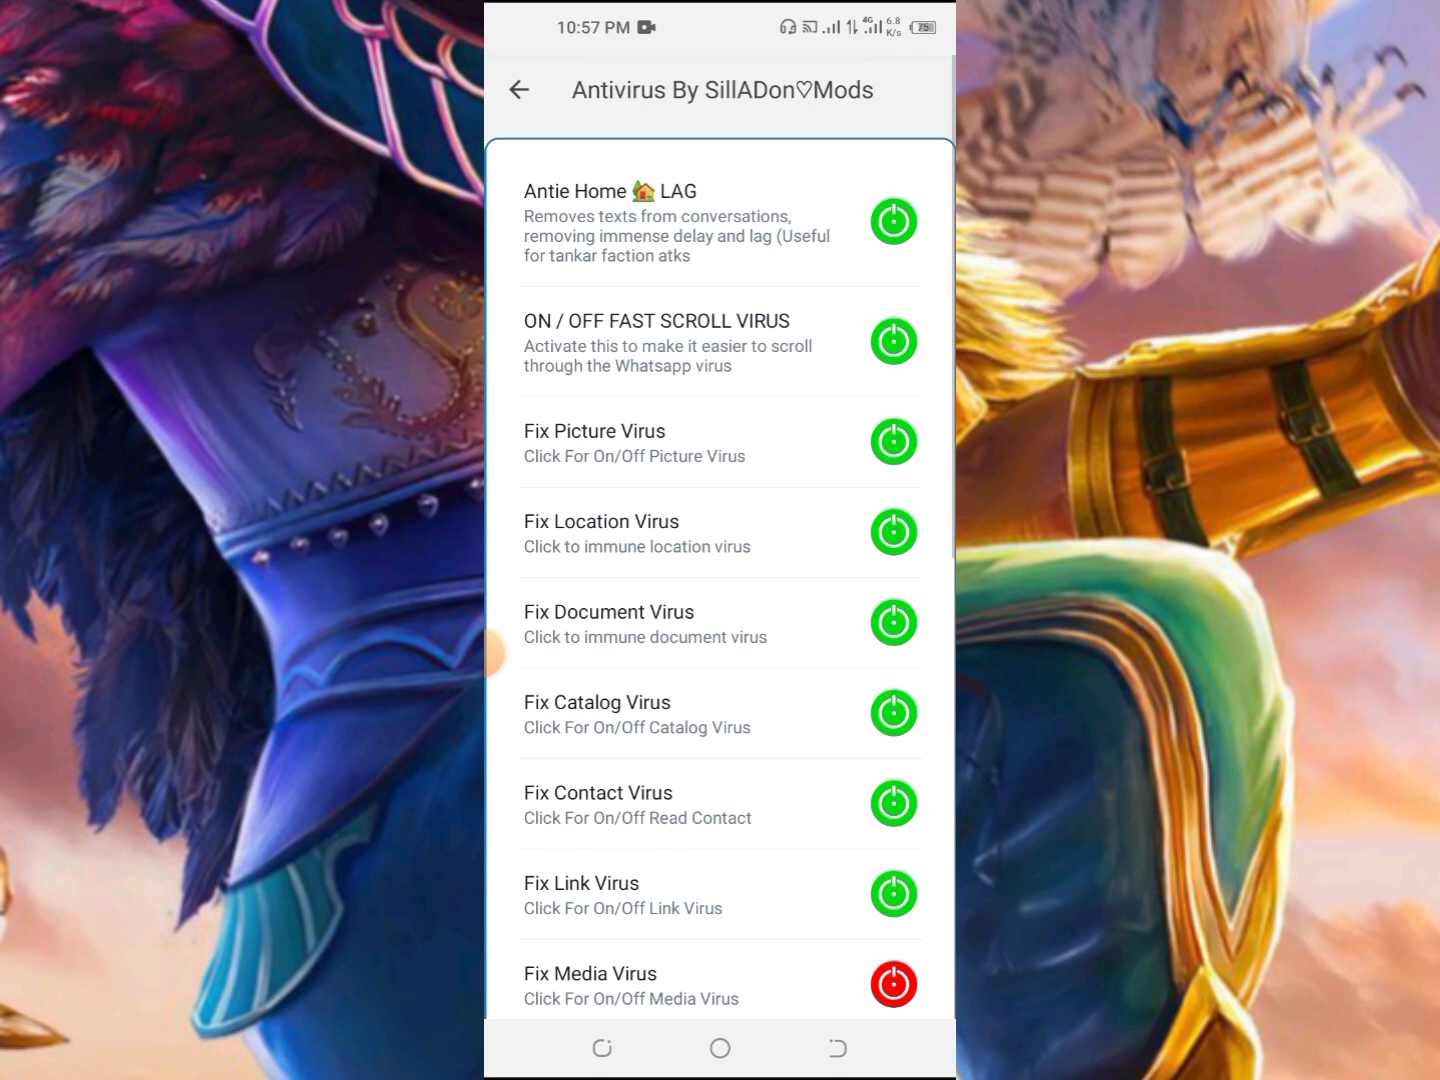 10:57 PM
4G 6.8 K/s 75
Antivirus By SillADon♡Mods
Antie Home 🏡 LAG
Removes texts from conversations,
removing immense delay and lag (Useful
for tankar faction atks
ON / OFF FAST SCROLL VIRUS
Activate this to make it easier to scroll
through the Whatsapp virus
Fix Picture Virus
Click For On/Off Picture Virus
Fix Location Virus
Click to immune location virus
Fix Document Virus
Click to immune document virus
Fix Catalog Virus
Click For On/Off Catalog Virus
Fix Contact Virus
Click For On/Off Read Contact
Fix Link Virus
Click For On/Off Link Virus
Fix Media Virus
Click For On/Off Media Virus